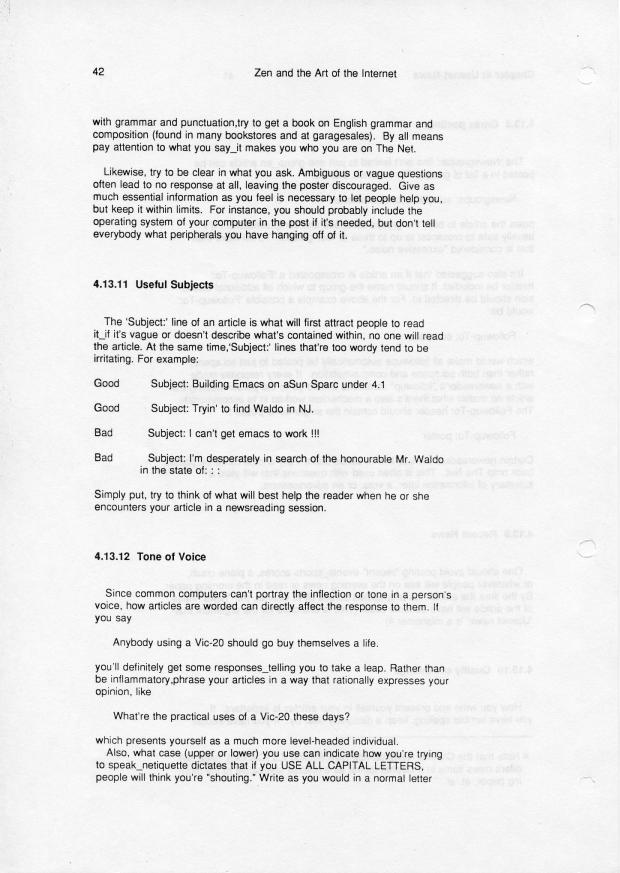 42 Zen and the Art of the Internet
with grammar and punctuation,try to get a book on English grammar and
composition (found in many bookstores and at garagesales). By all means
pay attention to what you say_it makes you who you are on The Net.
Likewise, try to be clear in what you ask. Ambiguous or vague questions
often lead to no response at all, leaving the poster discouraged. Give as
much essential information as you feel is necessary to let people help you,
but keep it within limits. For instance, you should probably include the
operating system of your computer in the post if it's needed, but don't tell
everybody what peripherals you have hanging off of it.
4.13.11 Useful Subjects
The 'Subject:' line of an article is what will first attract people to read
it_if it's vague or doesn't describe what's contained within, no one will read
the article. At the same time,'Subject:' lines that're too wordy tend to be
irritating. For example:
Good Subject: Building Emacs on aSun Sparc under 4.1
Good Subject: Tryin' to find Waldo in NJ.
Bad Subject: I can't get emacs to work !!!
Bad Subject: I'm desperately in search of the honourable Mr. Waldo
in the state of: : :
Simply put, try to think of what will best help the reader when he or she
encounters your article in a newsreading session.
4.13.12 Tone of Voice
Since common computers can't portray the inflection or tone in a person's
voice, how articles are worded can directly affect the response to them. If
you say
Anybody using a Vic-20 should go buy themselves a life.
you'll definitely get some responses_telling you to take a leap. Rather than
be inflammatory,phrase your articles in a way that rationally expresses your
opinion, like
What're the practical uses of a Vic-20 these days?
which presents yourself as a much more level-headed individual.
Also, what case (upper or lower) you use can indicate how you're trying
to speak_netiquette dictates that if you USE ALL CAPITAL LETTERS,
people will think you're "shouting." Write as you would in a normal letter